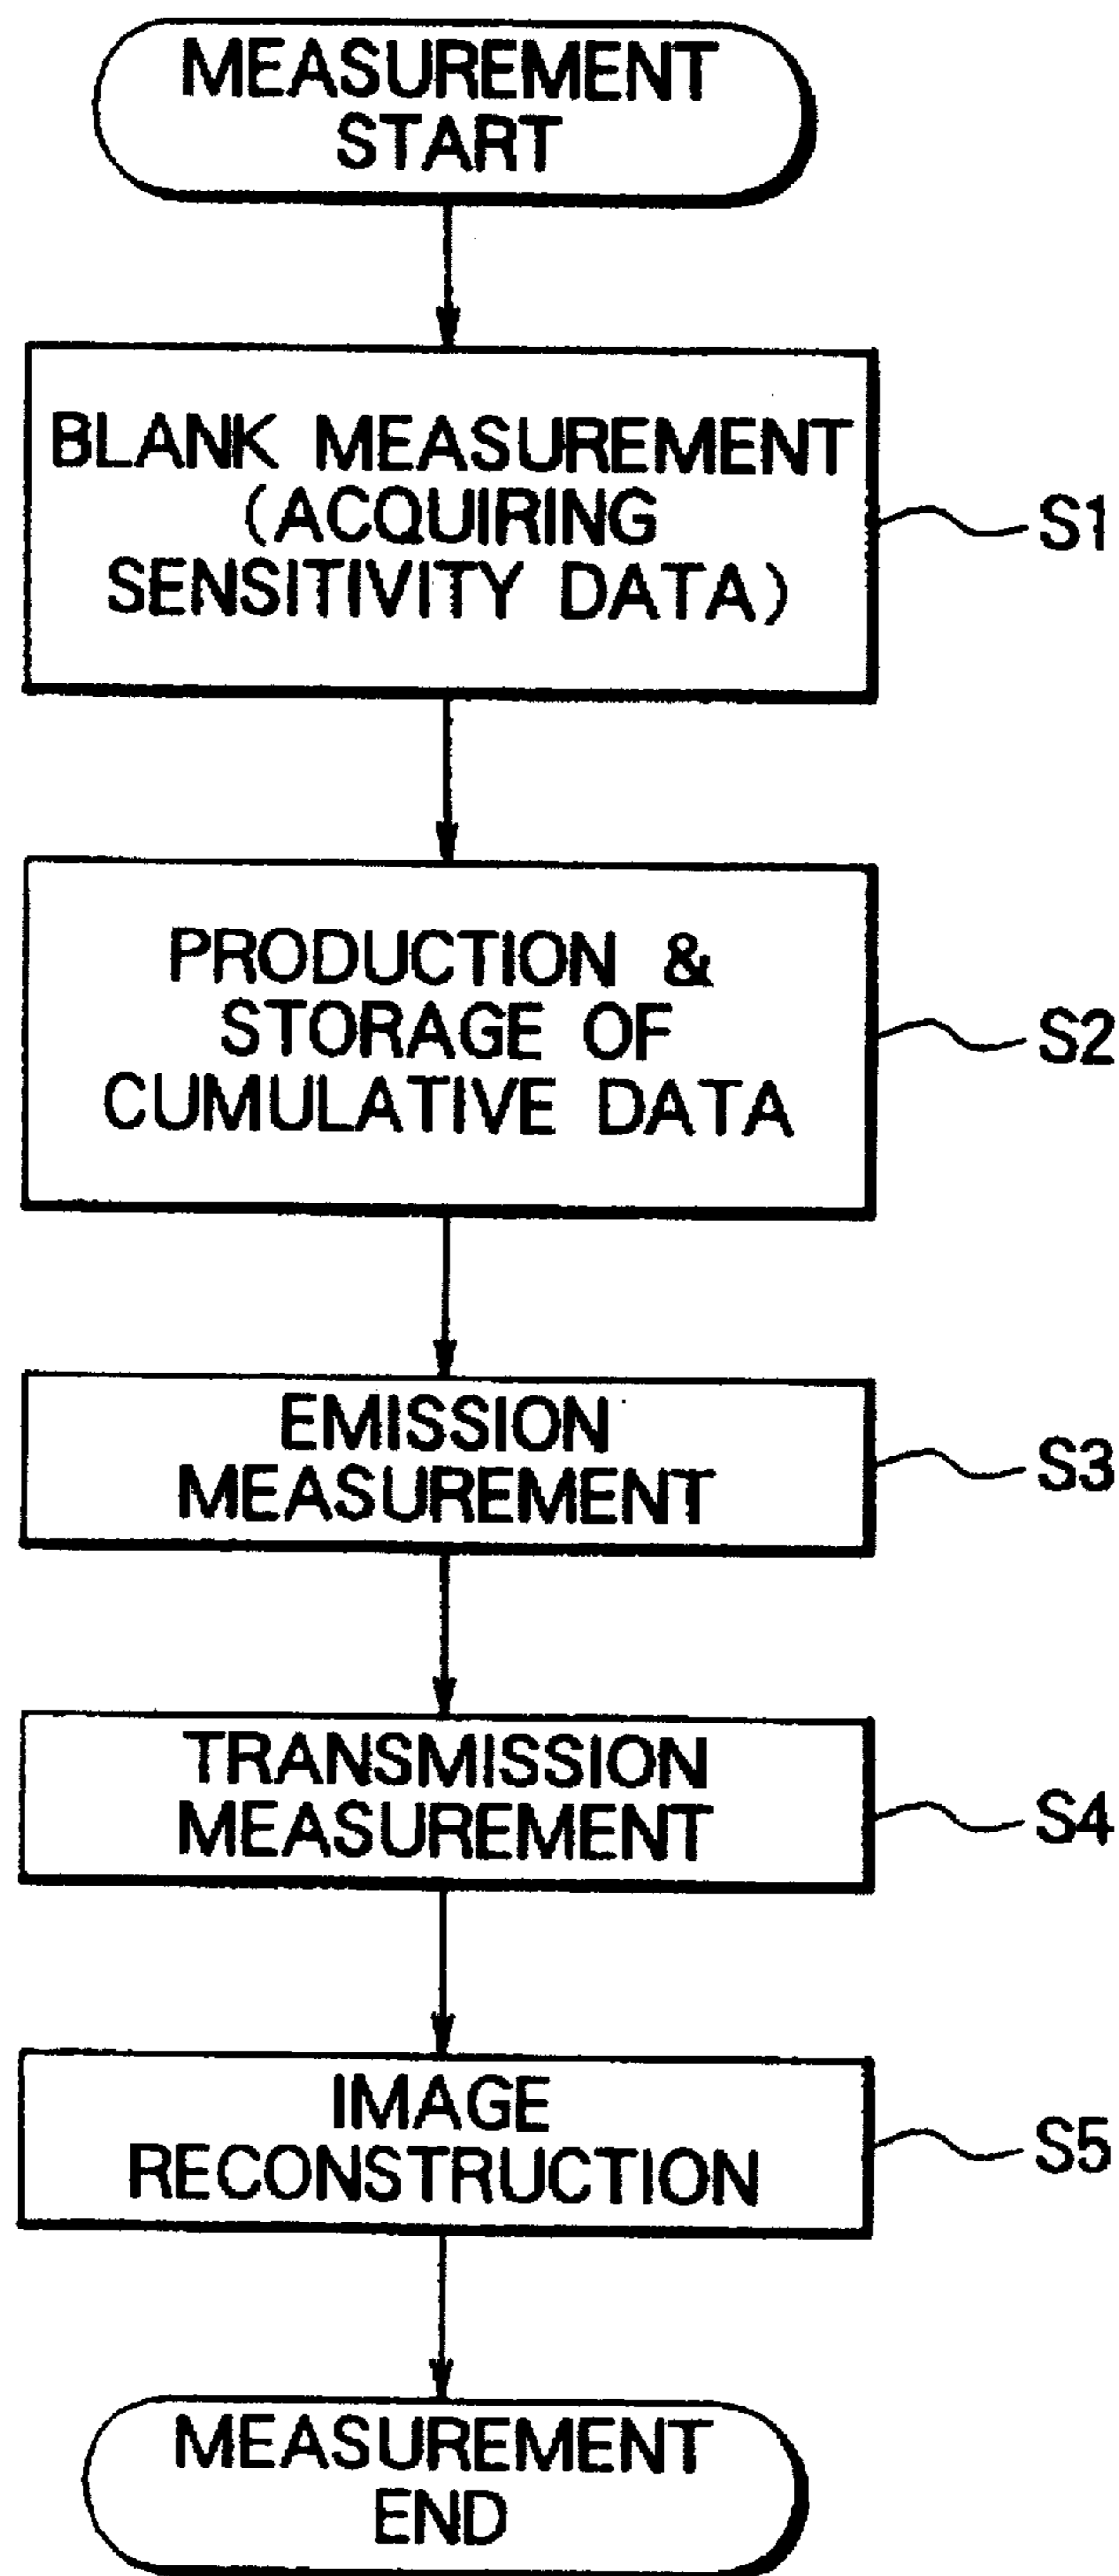 MEASUREMENT
START
BLANK MEASUREMENT
(ACQUIRING
SENSITIVITY DATA)
S1
PRODUCTION &
STORAGE OF
CUMULATIVE DATA
S2
EMISSION
MEASUREMENT
S3
TRANSMISSION
MEASUREMENT
S4
IMAGE
RECONSTRUCTION
S5
MEASUREMENT
END